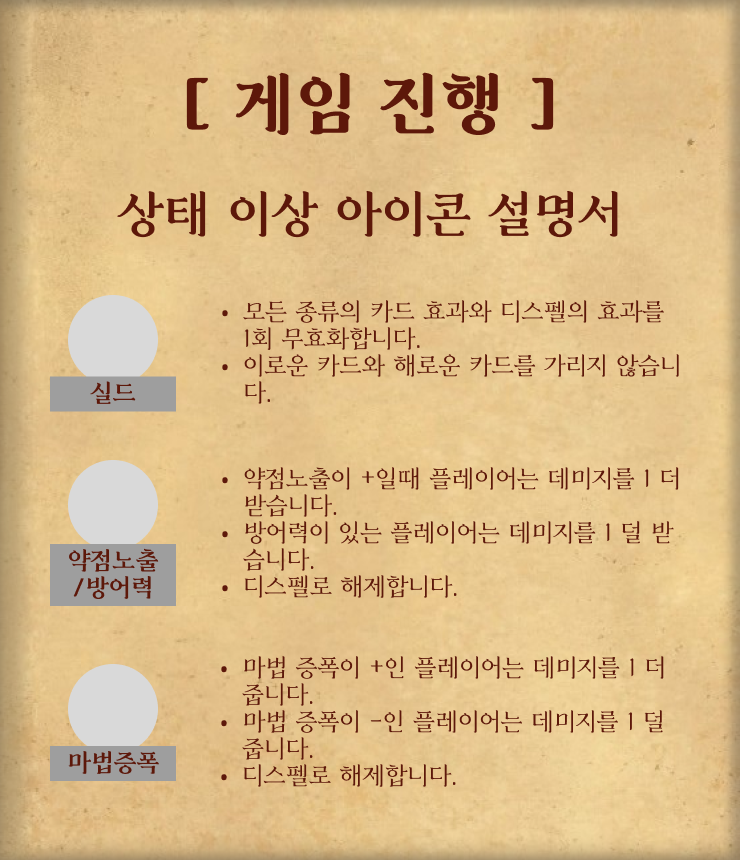 [ 게임 진행 ]
상태 이상 아이콘 설명서
실드
• 모든 종류의 카드 효과와 디스펠의 효과를
1회 무효화합니다.
• 이로운 카드와 해로운 카드를 가리지 않습니
다.
약점노출
/방어력
• 약점노출이 +일때 플레이어는 데미지를 1 더
받습니다.
• 방어력이 있는 플레이어는 데미지를 1 덜 받
습니다.
• 디스펠로 해제합니다.
마법증폭
• 마법 증폭이 +인 플레이어는 데미지를 1 더
줍니다.
• 마법 증폭이 -인 플레이어는 데미지를 1 덜
줍니다.
• 디스펠로 해제합니다.